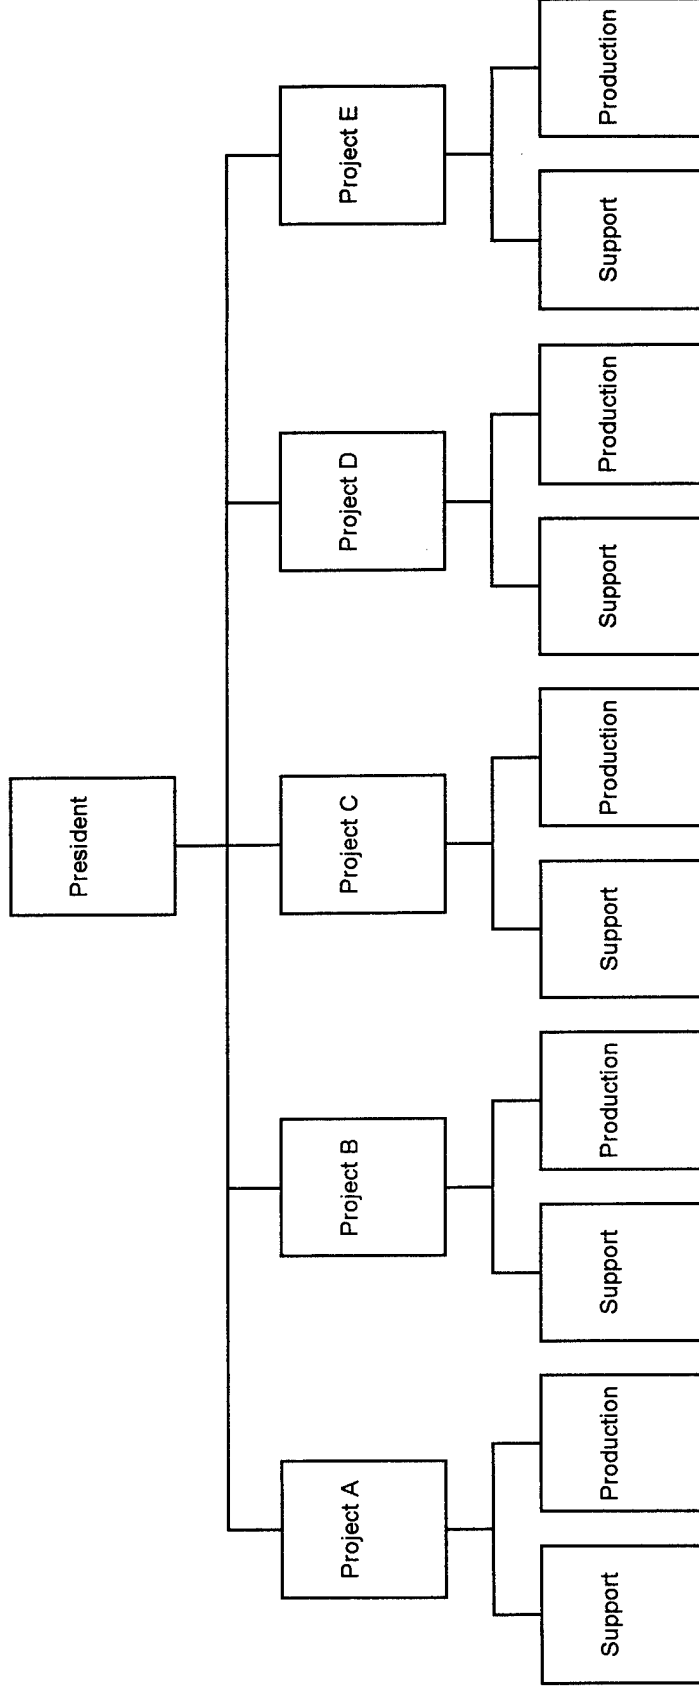 President
Project A
Project B
Project C
Project D
Project E
Support
Production
Support
Production
Support
Production
Support
Production
Support
Production